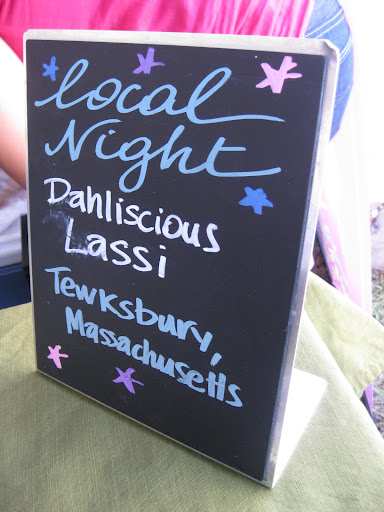 Local
Night
Dahliscious
Lassi
Tewksbury,
Massachusetts